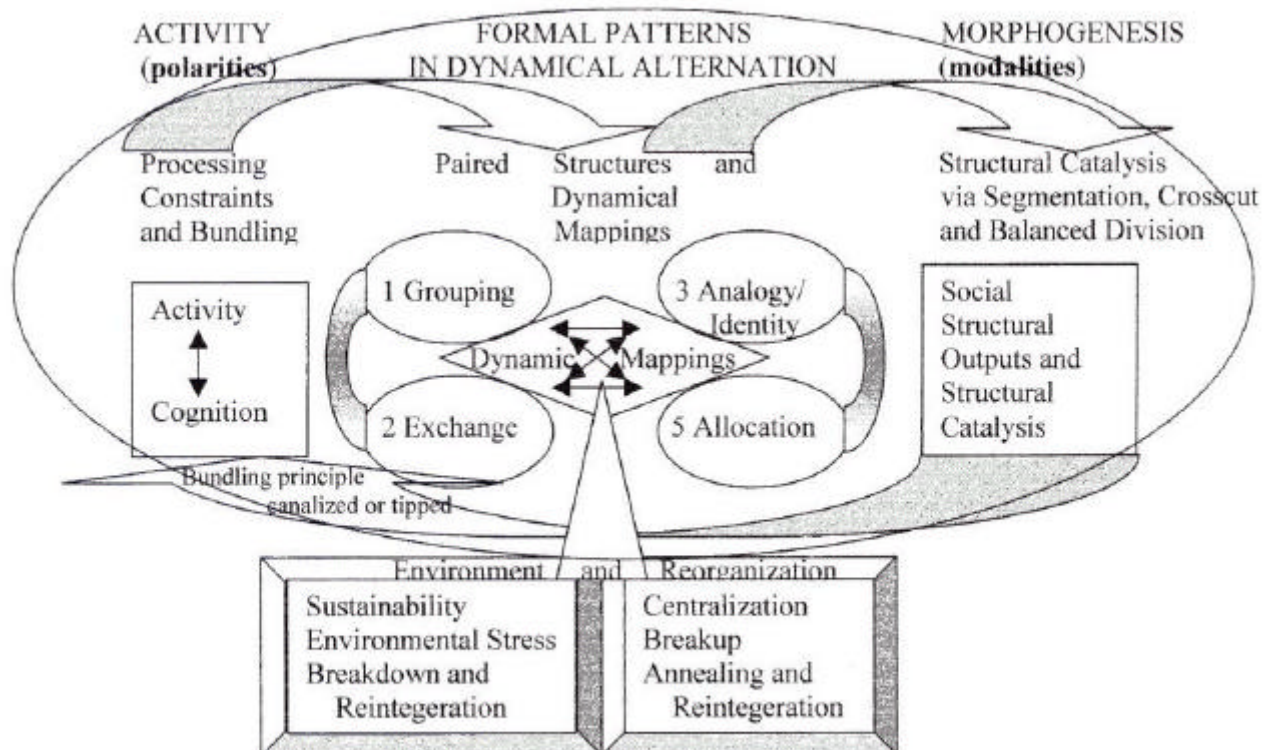 ACTIVITY
(polarities)
FORMAL PATTERNS
IN DYNAMICAL ALTERNATION
MORPHOGENESIS
(modalities)
Processing
Constraints
and Bundling
Paired Structures and
Dynamical
Mappings
Structural Catalysis
via Segmentation, Crosscut
and Balanced Division
Activity
Cognition
1 Grouping
3 Analogy/
Identity
Dynamic Mappings
2 Exchange
5 Allocation
Social
Structural
Outputs and
Structural
Catalysis
Bundling principle
canalized or tipped
Environment and Reorganization
Sustainability
Environmental Stress
Breakdown and
Reintegeration
Centralization
Breakup
Annealing and
Reintegeration